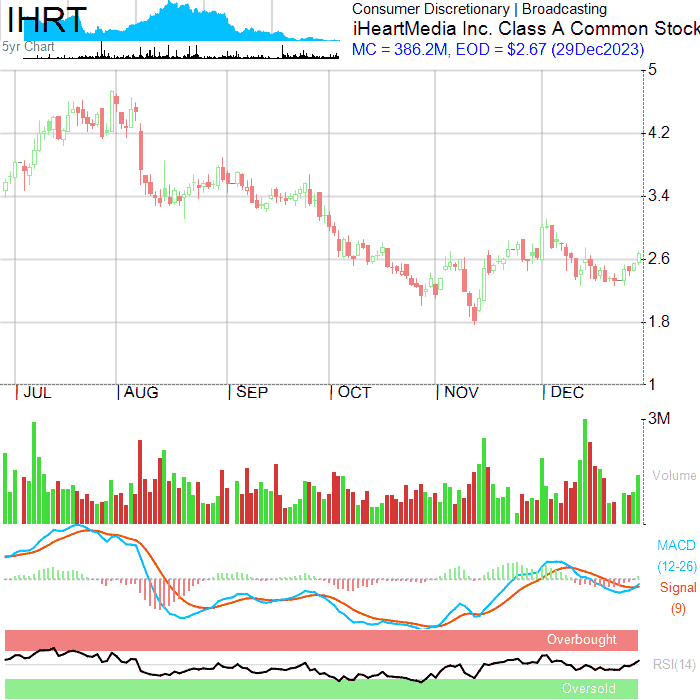 IHRT
5yr Chart
Consumer Discretionary | Broadcasting
iHeartMedia Inc. Class A Common Stock
MC = 386.2M, EOD = $2.67 (29Dec2023)
5
4.2
3.4
2.6
1.8
1
| JUL | AUG | SEP | OCT | NOV | DEC
3M
Volume
MACD
(12-26)
Signal
(9)
Overbought
RSI(14)
Oversold